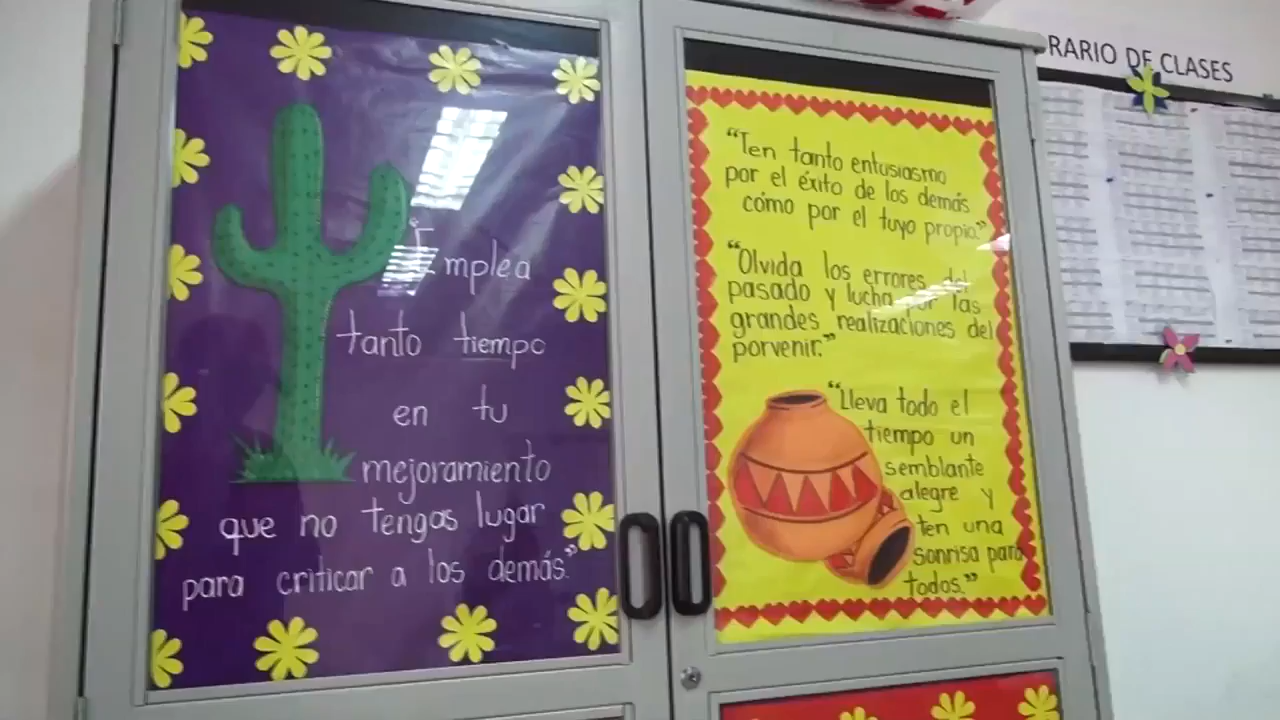 "Emplea
tanto tiempo
en tu
mejoramiento
que no tengas lugar
para criticar a los demás."
"Ten tanto entusiasmo
por el éxito de los demás
cómo por el tuyo propio."
"Olvida los errores del
pasado y lucha por las
grandes realizaciones del
porvenir."
"Lleva todo el
tiempo un
semblante
alegre y
ten una
sonrisa para
todos."
RARIO DE CLASES